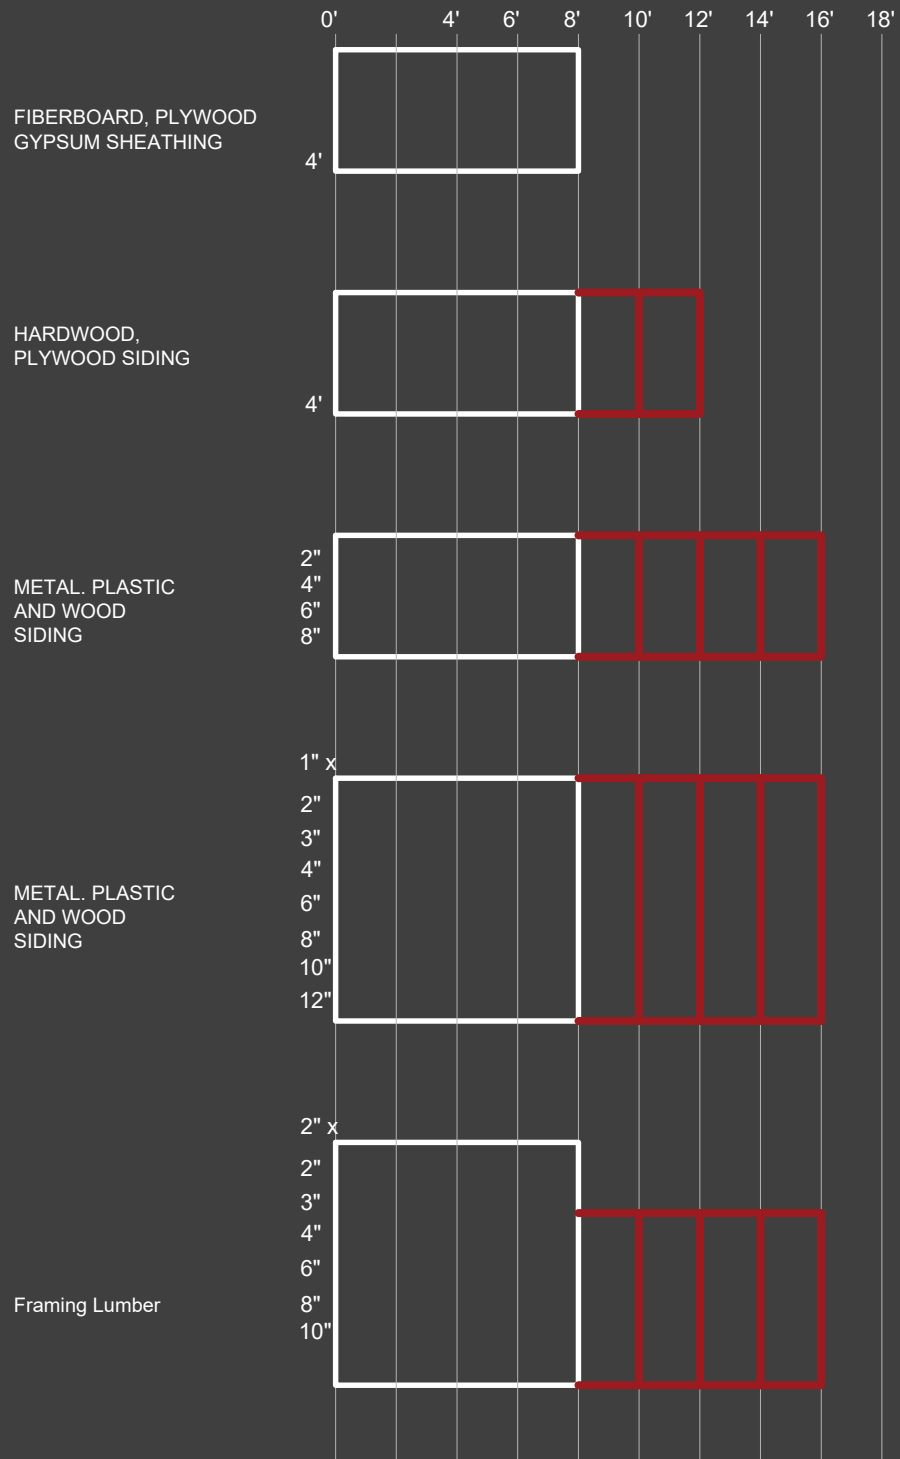 0' 4' 6' 8' 10' 12' 14' 16' 18'
FIBERBOARD, PLYWOOD
GYPSUM SHEATHING
4'
HARDWOOD,
PLYWOOD SIDING
4'
2"
4"
6"
8"
METAL. PLASTIC
AND WOOD
SIDING
1" x
2"
3"
4"
6"
8"
10"
12"
METAL. PLASTIC
AND WOOD
SIDING
2" x
2"
3"
4"
6"
8"
10"
Framing Lumber